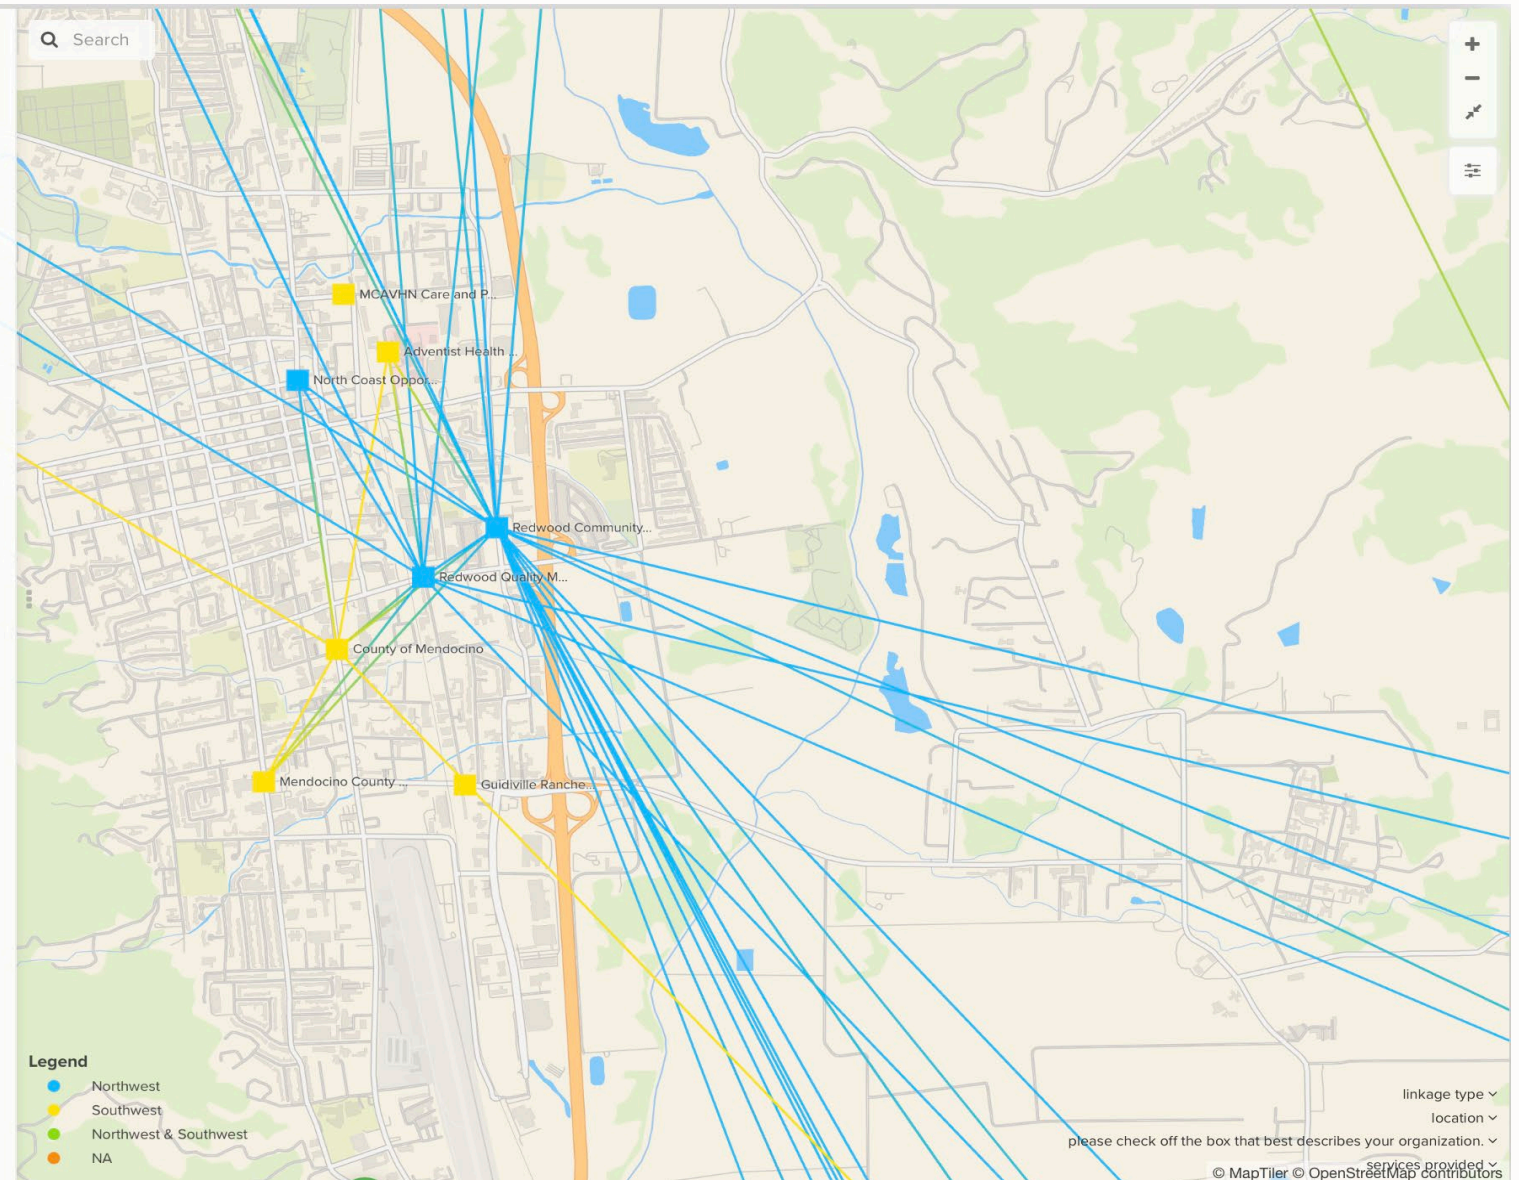 Search
MCAVHN Care and P...
Adventist Health ...
North Coast Oppor...
Redwood Community...
Redwood Quality M...
County of Mendocino
Mendocino County ...
Guidiville Ranche...
Legend
Northwest
Southwest
Northwest & Southwest
NA
linkage type
location
please check off the box that best describes your organization.
services provided
© MapTiler © OpenStreetMap contributors